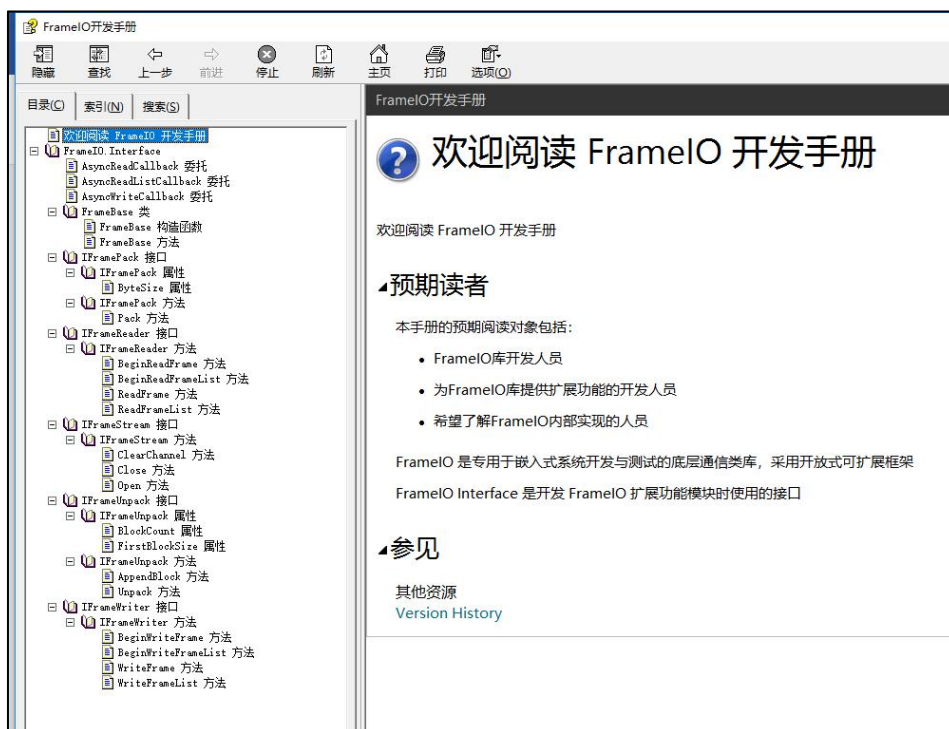 FrameIO开发手册
隐藏 查找 上一步 前进 停止 刷新 主页 打印 选项(O)
目录(C) 索引(N) 搜索(S)
欢迎阅读 FrameIO 开发手册
FrameIO.Interface
AsyncReadCallback 委托
AsyncReadListCallback 委托
AsyncWriteCallback 委托
FrameBase 类
FrameBase 构造函数
FrameBase 方法
IFramePack 接口
IFramePack 属性
ByteSize 属性
IFramePack 方法
Pack 方法
IFrameReader 接口
IFrameReader 方法
BeginReadFrame 方法
BeginReadFrameList 方法
ReadFrame 方法
ReadFrameList 方法
IFrameStream 接口
IFrameStream 方法
ClearChannel 方法
Close 方法
Open 方法
IFrameUnpack 接口
IFrameUnpack 属性
BlockCount 属性
FirstBlockSize 属性
IFrameUnpack 方法
AppendBlock 方法
Unpack 方法
IFrameWriter 接口
IFrameWriter 方法
BeginWriteFrame 方法
BeginWriteFrameList 方法
WriteFrame 方法
WriteFrameList 方法
FrameIO开发手册
欢迎阅读 FrameIO 开发手册
欢迎阅读 FrameIO 开发手册
预期读者
本手册的预期阅读对象包括：
• FrameIO库开发人员
• 为FrameIO库提供扩展功能的开发人员
• 希望了解FrameIO内部实现的人员
FrameIO 是专用于嵌入式系统开发与测试的底层通信类库，采用开放式可扩展框架
FrameIO Interface 是开发 FrameIO 扩展功能模块时使用的接口
参见
其他资源
Version History